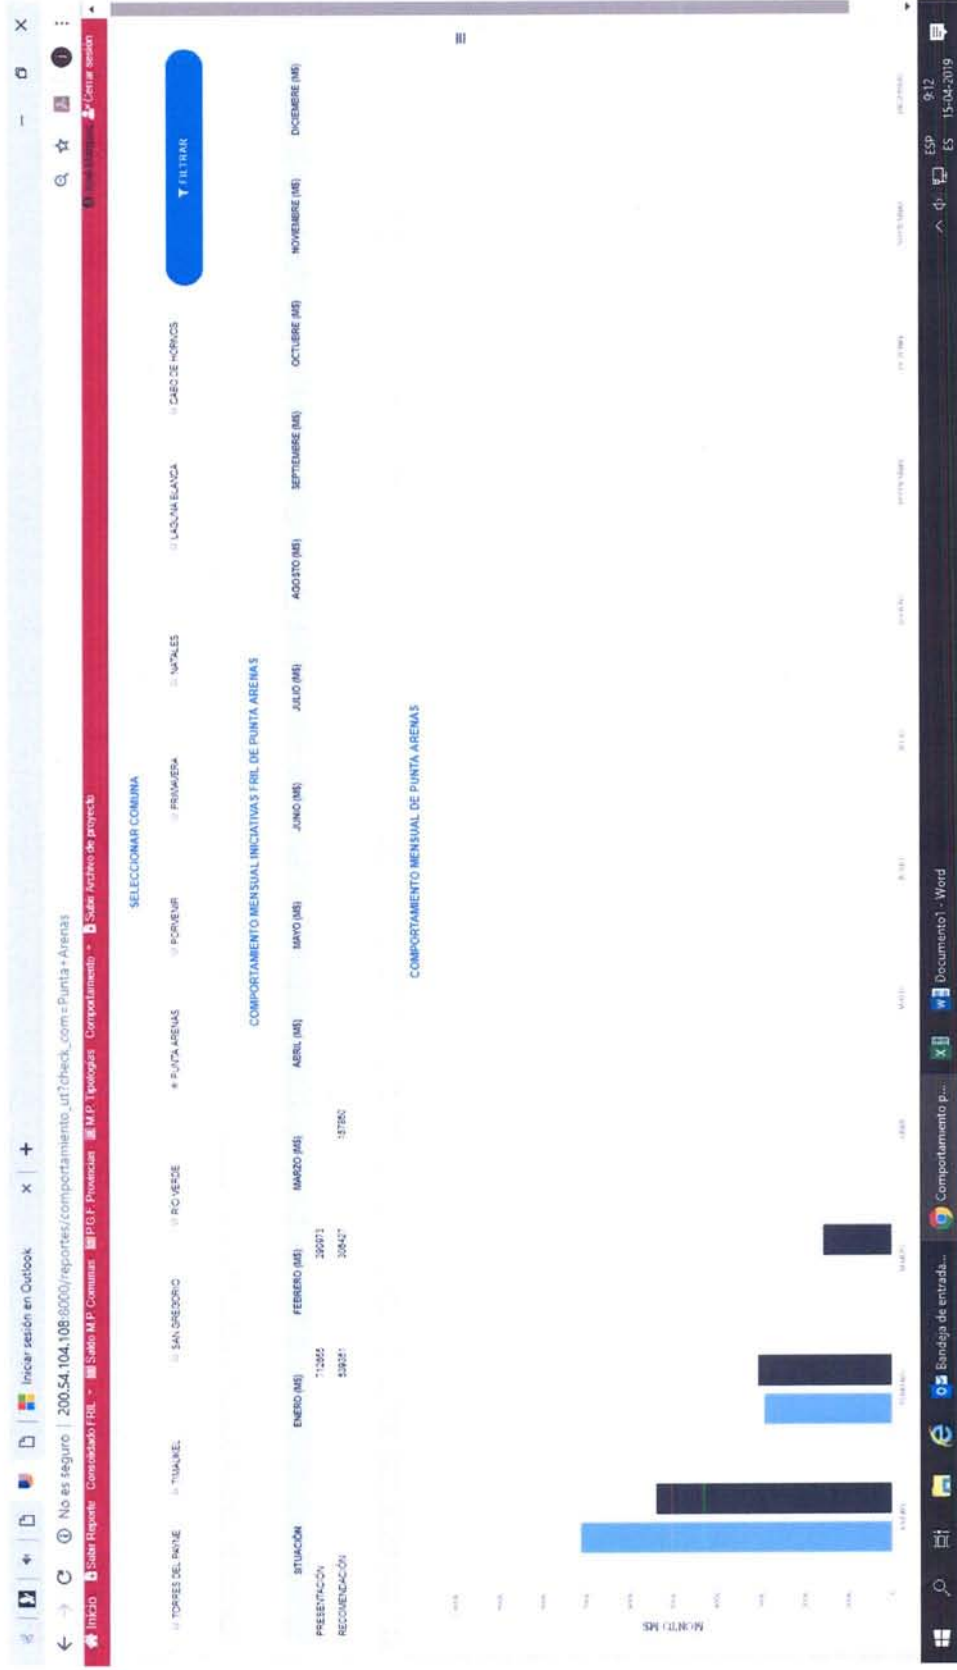 Iniciar sesión en Outlook
No es seguro | 200.54.104.108:8000/reportes/comportamiento_ut?check_com=Punta+Arenas
Inicio Subir Reporte Consolidado FRIL Saldo M.P. Comunas P.G.F. Provincias M.P. Tipologías Comportamiento Subir Archivo de proyecto Cerrar sesión
SELECCIONAR COMUNA
TORRES DEL PAYNE TIMAUKEL SAN GREGORIO RIO VERDE PUNTA ARENAS PORVENIR PRIMAVERA NATALES LAGUNA BLANCA CABO DE HORNOS FILTRAR
COMPORTAMIENTO MENSUAL INICIATIVAS FRIL DE PUNTA ARENAS
SITUACIÓN ENERO (M$) FEBRERO (M$) MARZO (M$) ABRIL (M$) MAYO (M$) JUNIO (M$) JULIO (M$) AGOSTO (M$) SEPTIEMBRE (M$) OCTUBRE (M$) NOVIEMBRE (M$) DICIEMBRE (M$)
PRESENTACIÓN 290973
RECOMENDACIÓN
COMPORTAMIENTO MENSUAL DE PUNTA ARENAS
MONTO M$
Bandeja de entrada... Comportamiento p... Documento1 - Word ESP 9:12
ES 15-04-2019